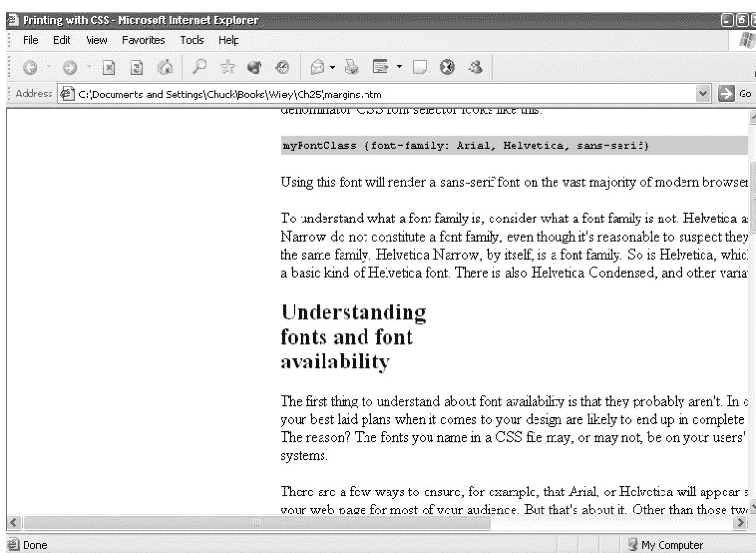 Printing with CSS - Microsoft Internet Explorer
File Edit View Favorites Tools Help
Address C:\Documents and Settings\Chuck\Books\Wiley\Ch25\margins.htm Go
denominator CSS font selector looks like this:
myFontClass {font-family: Arial, Helvetica, sans-serif}
Using this font will render a sans-serif font on the vast majority of modern browser
To understand what a font family is, consider what a font family is not. Helvetica a
Narrow do not constitute a font family, even though it's reasonable to suspect they
the same family. Helvetica Narrow, by itself, is a font family. So is Helvetica, whic
a basic kind of Helvetica font. There is also Helvetica Condensed, and other varia
Understanding
fonts and font
availability
The first thing to understand about font availability is that they probably aren't. In
your best laid plans when it comes to your design are likely to end up in complete
The reason? The fonts you name in a CSS file may, or may not, be on your users'
systems.
There are a few ways to ensure, for example, that Arial, or Helvetica will appear
your web page for most of your audience. But that's about it. Other than those two
Done My Computer